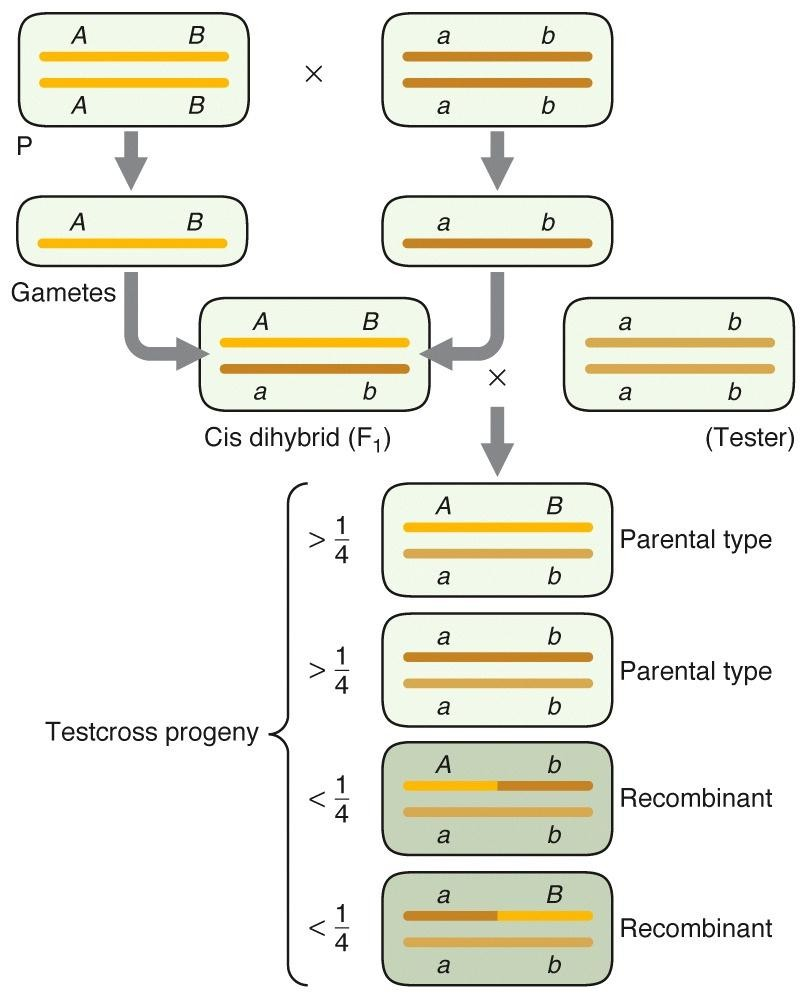 A B a b
×
A B a b
P
A B a b
Gametes
A B a b
×
a b a b
Cis dihybrid (F₁) (Tester)
A B
> 1/4 Parental type
a b
a b
> 1/4 Parental type
a b
Testcross progeny
A b
< 1/4 Recombinant
a b
a B
< 1/4 Recombinant
a b